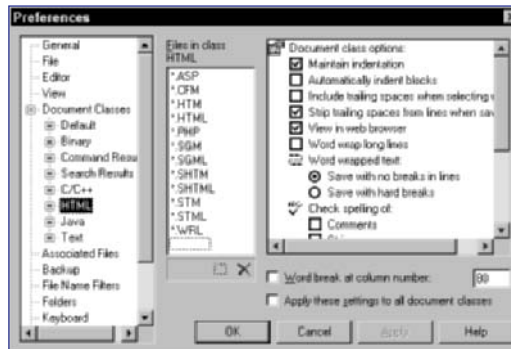 Preferences
General
File
Editor
View
Document Classes
Default
Binary
Command Resu
Search Results
C/C++
HTML
Java
Text
Associated Files
Backup
File Name Filters
Folders
Keyboard
Files in class
HTML
*.ASP
*.CFM
*.HTM
*.HTML
*.PHP
*.SGM
*.SGML
*.SHTM
*.SHTML
*.STM
*.STML
*.WRL
Document class options:
Maintain indentation
Automatically indent blocks
Include trailing spaces when selecting w
Strip trailing spaces from lines when sav
View in web browser
Word wrap long lines
Word wrapped text:
Save with no breaks in lines
Save with hard breaks
Check spelling of:
Comments
Word break at column number: 80
Apply these settings to all document classes
OK Cancel Apply Help